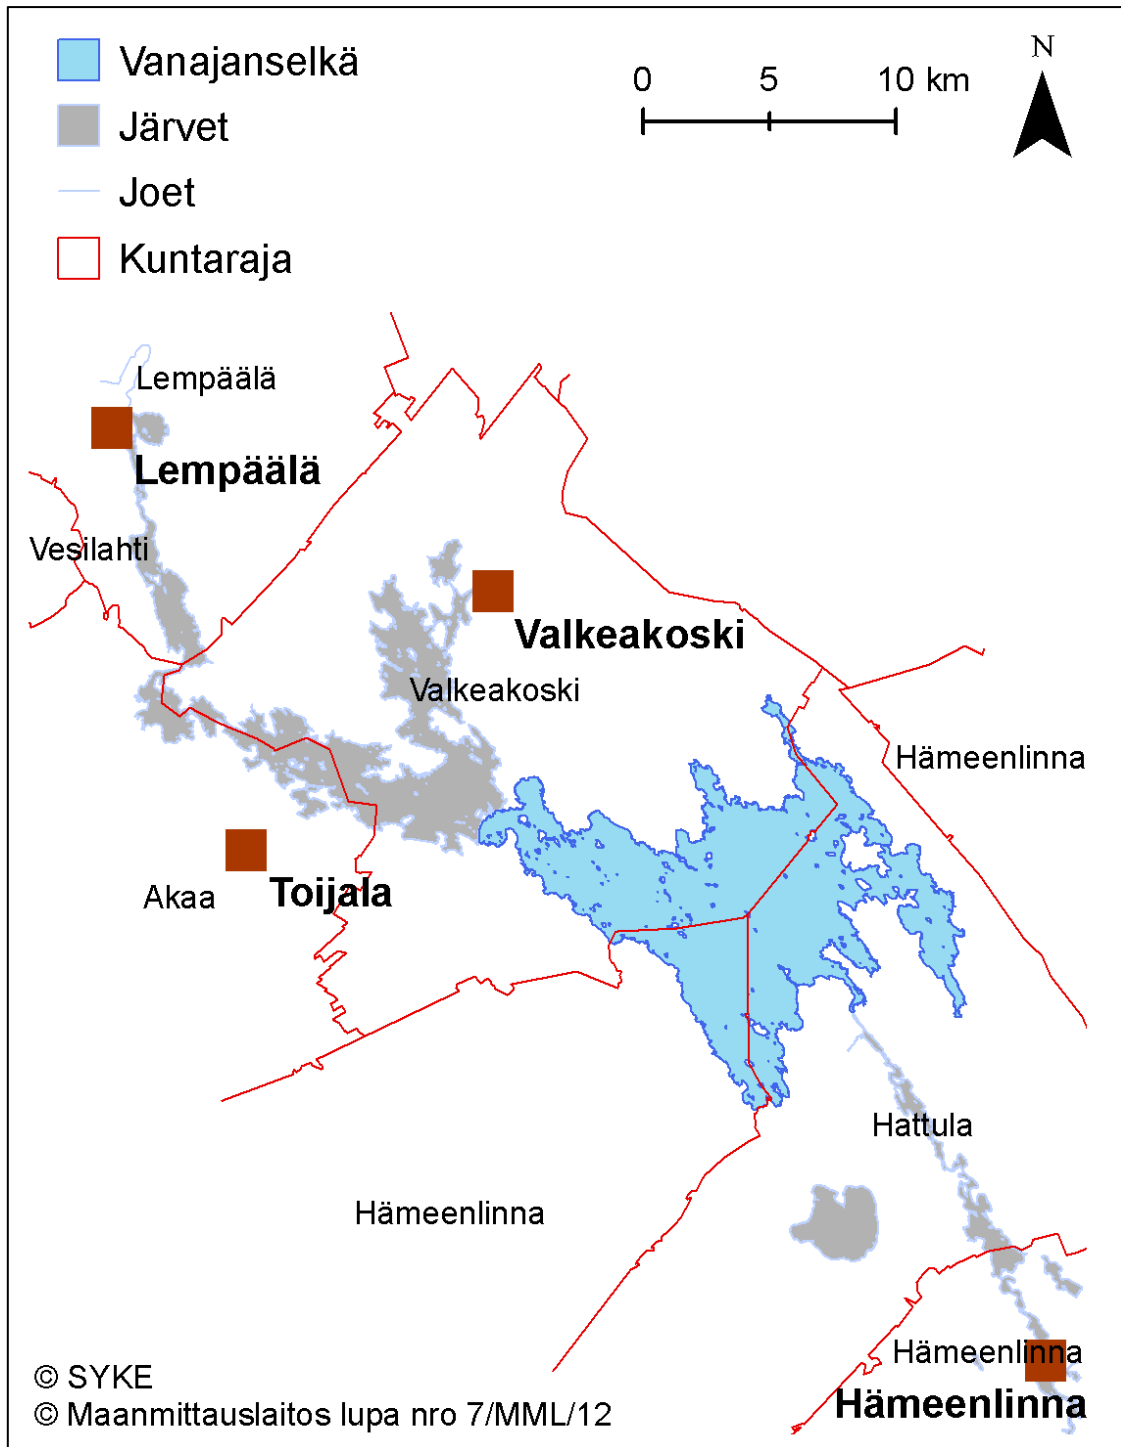 Vanajanselkä
Järvet
Joet
Kuntaraja
0 5 10 km
N
Lempäälä
Lempäälä
Vesilahti
Valkeakoski
Valkeakoski
Hämeenlinna
Toijala
Akaa
Hattula
Hämeenlinna
Hämeenlinna
Hämeenlinna
© SYKE
© Maanmittauslaitos lupa nro 7/MML/12